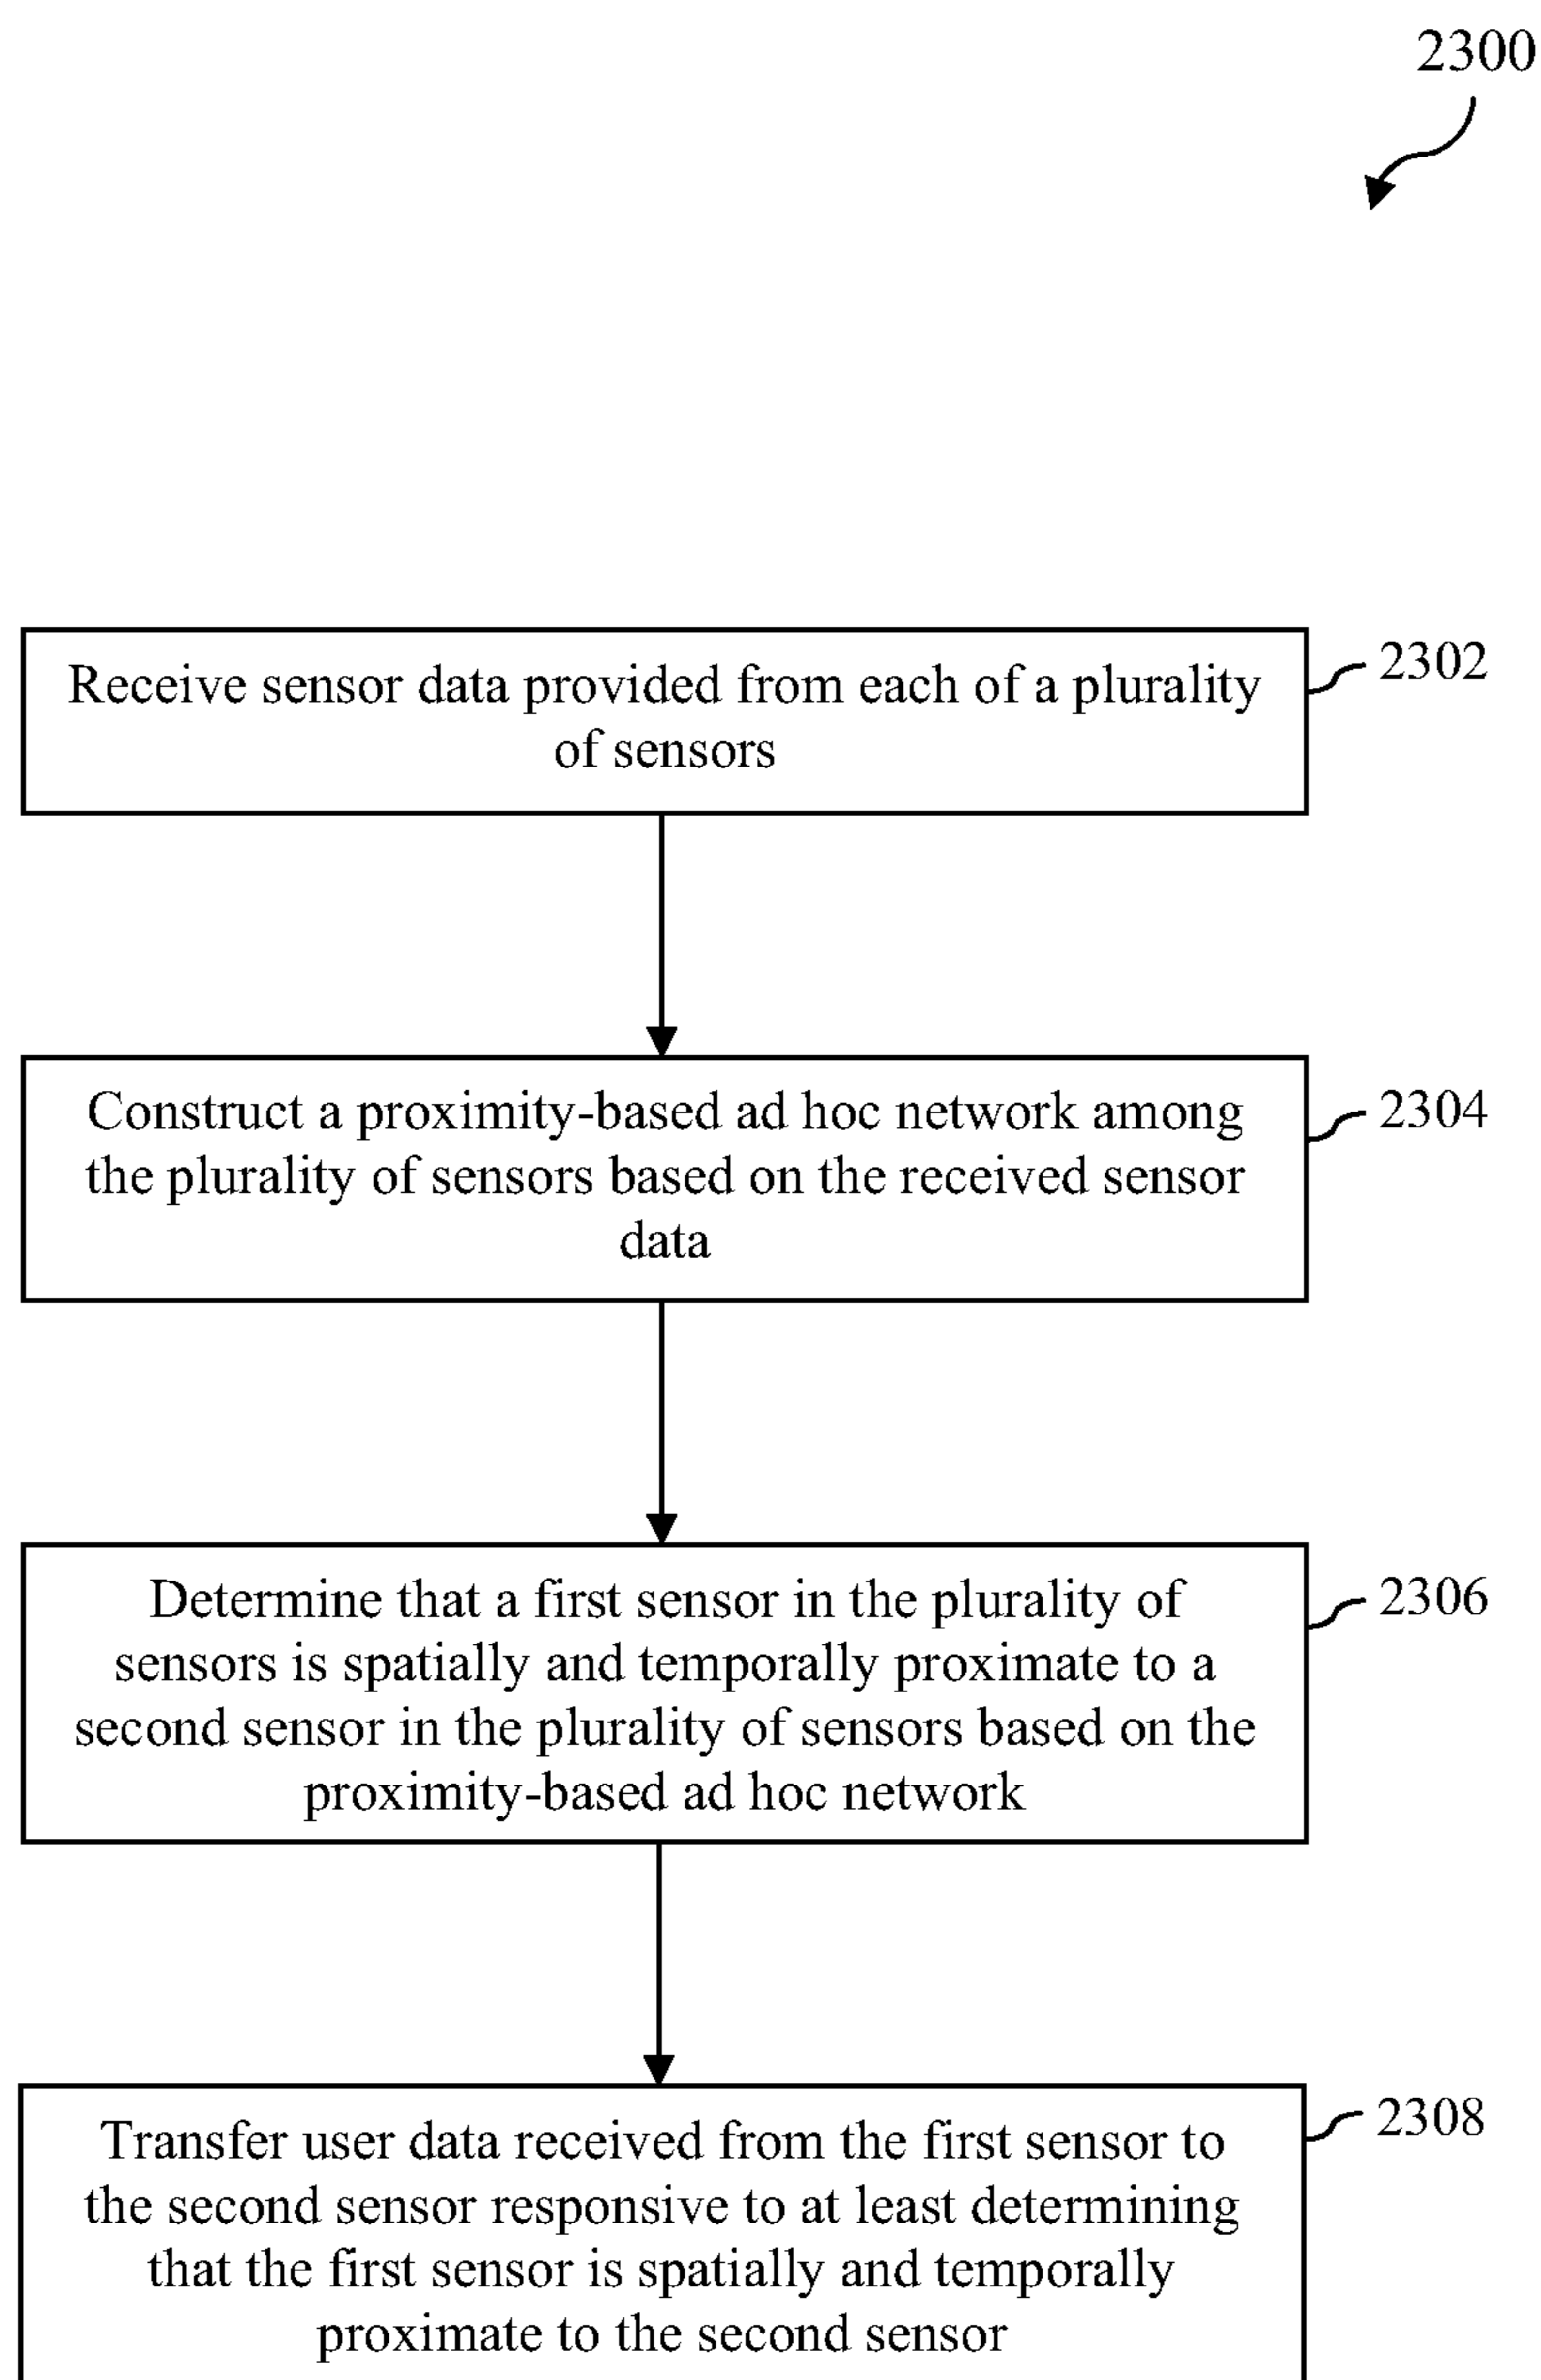 2300
Receive sensor data provided from each of a plurality
of sensors
2302
Construct a proximity-based ad hoc network among
the plurality of sensors based on the received sensor
data
2304
Determine that a first sensor in the plurality of
sensors is spatially and temporally proximate to a
second sensor in the plurality of sensors based on the
proximity-based ad hoc network
2306
Transfer user data received from the first sensor to
the second sensor responsive to at least determining
that the first sensor is spatially and temporally
proximate to the second sensor
2308